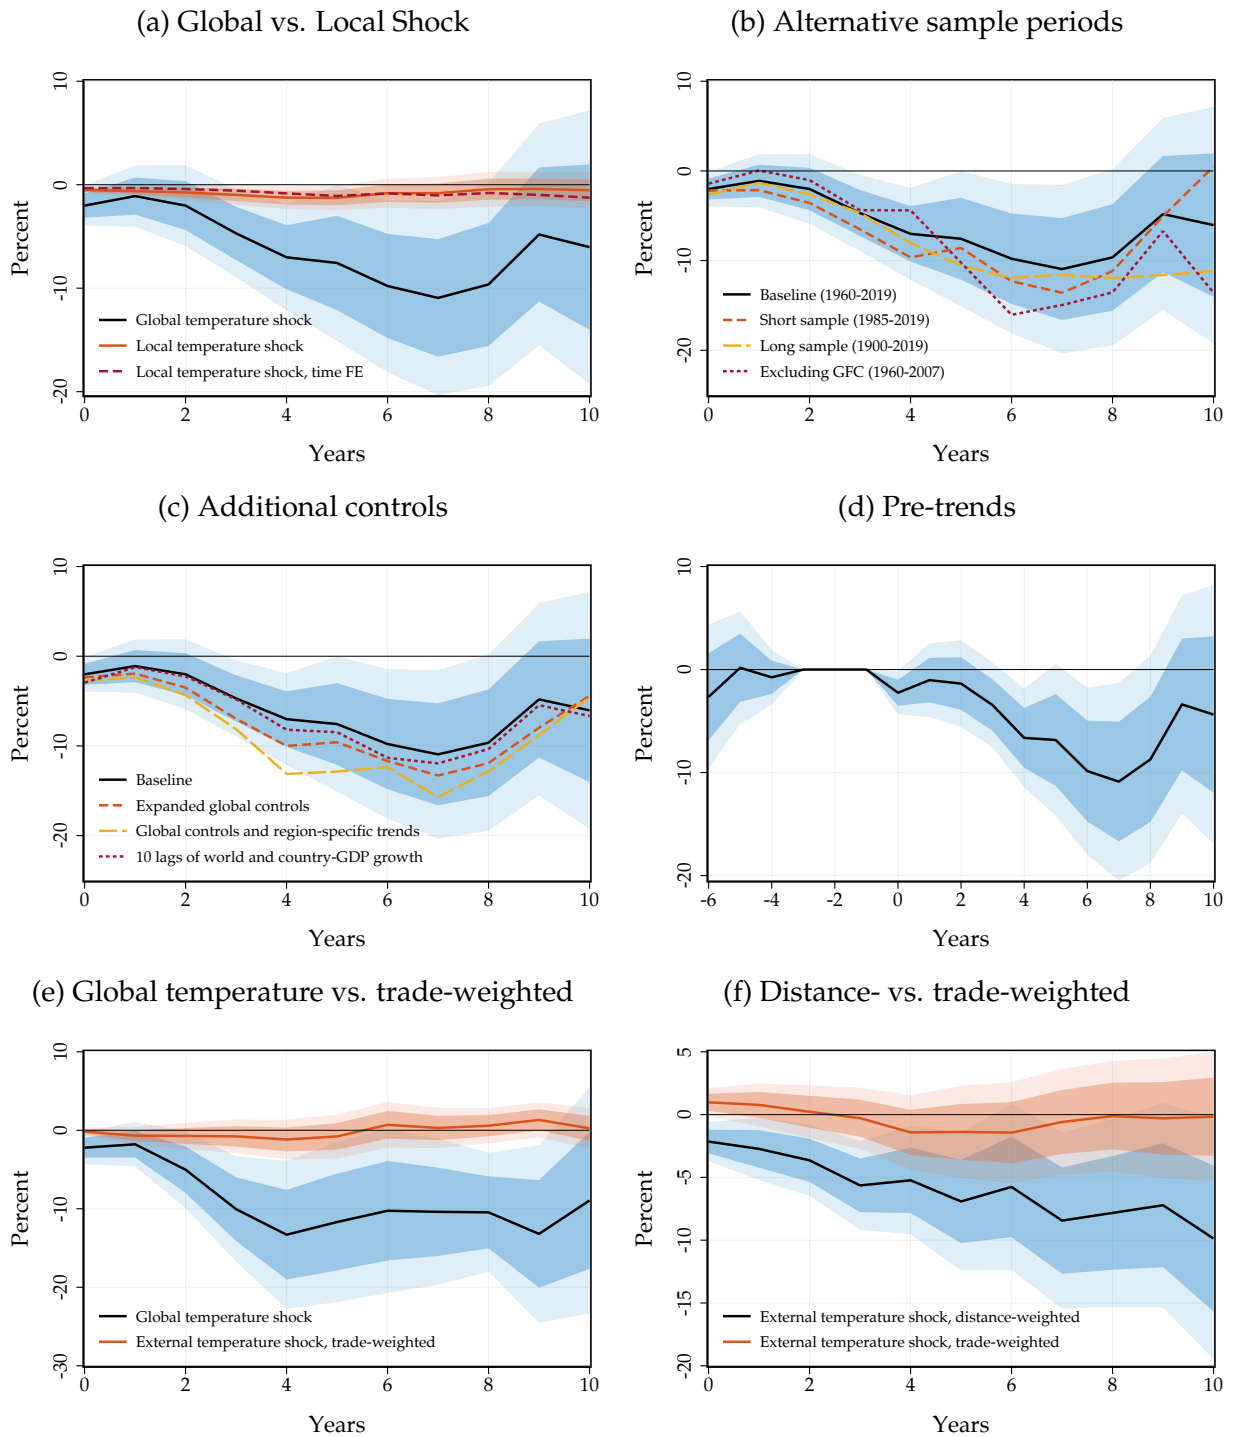 (a) Global vs. Local Shock
10
0
-10
-20
Percent
Global temperature shock
Local temperature shock
Local temperature shock, time FE
0 2 4 6 8 10
Years
(b) Alternative sample periods
10
0
-10
-20
Percent
Baseline (1960-2019)
Short sample (1985-2019)
Long sample (1900-2019)
Excluding GFC (1960-2007)
0 2 4 6 8 10
Years
(c) Additional controls
10
0
-10
-20
Percent
Baseline
Expanded global controls
Global controls and region-specific trends
10 lags of world and country-GDP growth
0 2 4 6 8 10
Years
(d) Pre-trends
10
0
-10
-20
Percent
-6 -4 -2 0 2 4 6 8 10
Years
(e) Global temperature vs. trade-weighted
10
0
-10
-20
-30
Percent
Global temperature shock
External temperature shock, trade-weighted
0 2 4 6 8 10
Years
(f) Distance- vs. trade-weighted
5
0
-5
-10
-15
-20
Percent
External temperature shock, distance-weighted
External temperature shock, trade-weighted
0 2 4 6 8 10
Years